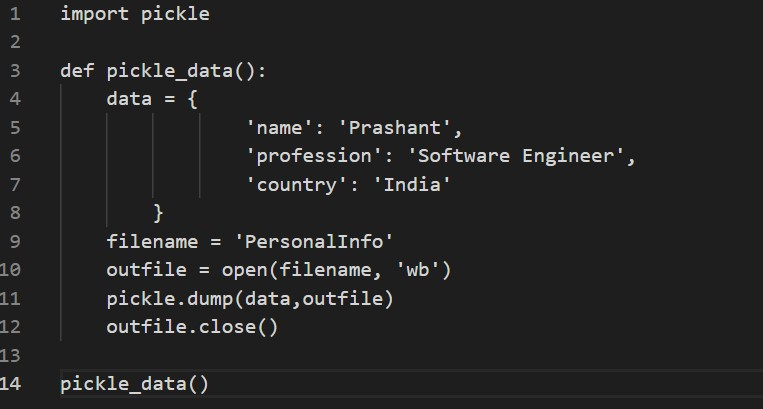 1 import pickle
2
3 def pickle_data():
4     data = {
5                 'name': 'Prashant',
6                 'profession': 'Software Engineer',
7                 'country': 'India'
8         }
9     filename = 'PersonalInfo'
10     outfile = open(filename, 'wb')
11     pickle.dump(data,outfile)
12     outfile.close()
13
14 pickle_data()